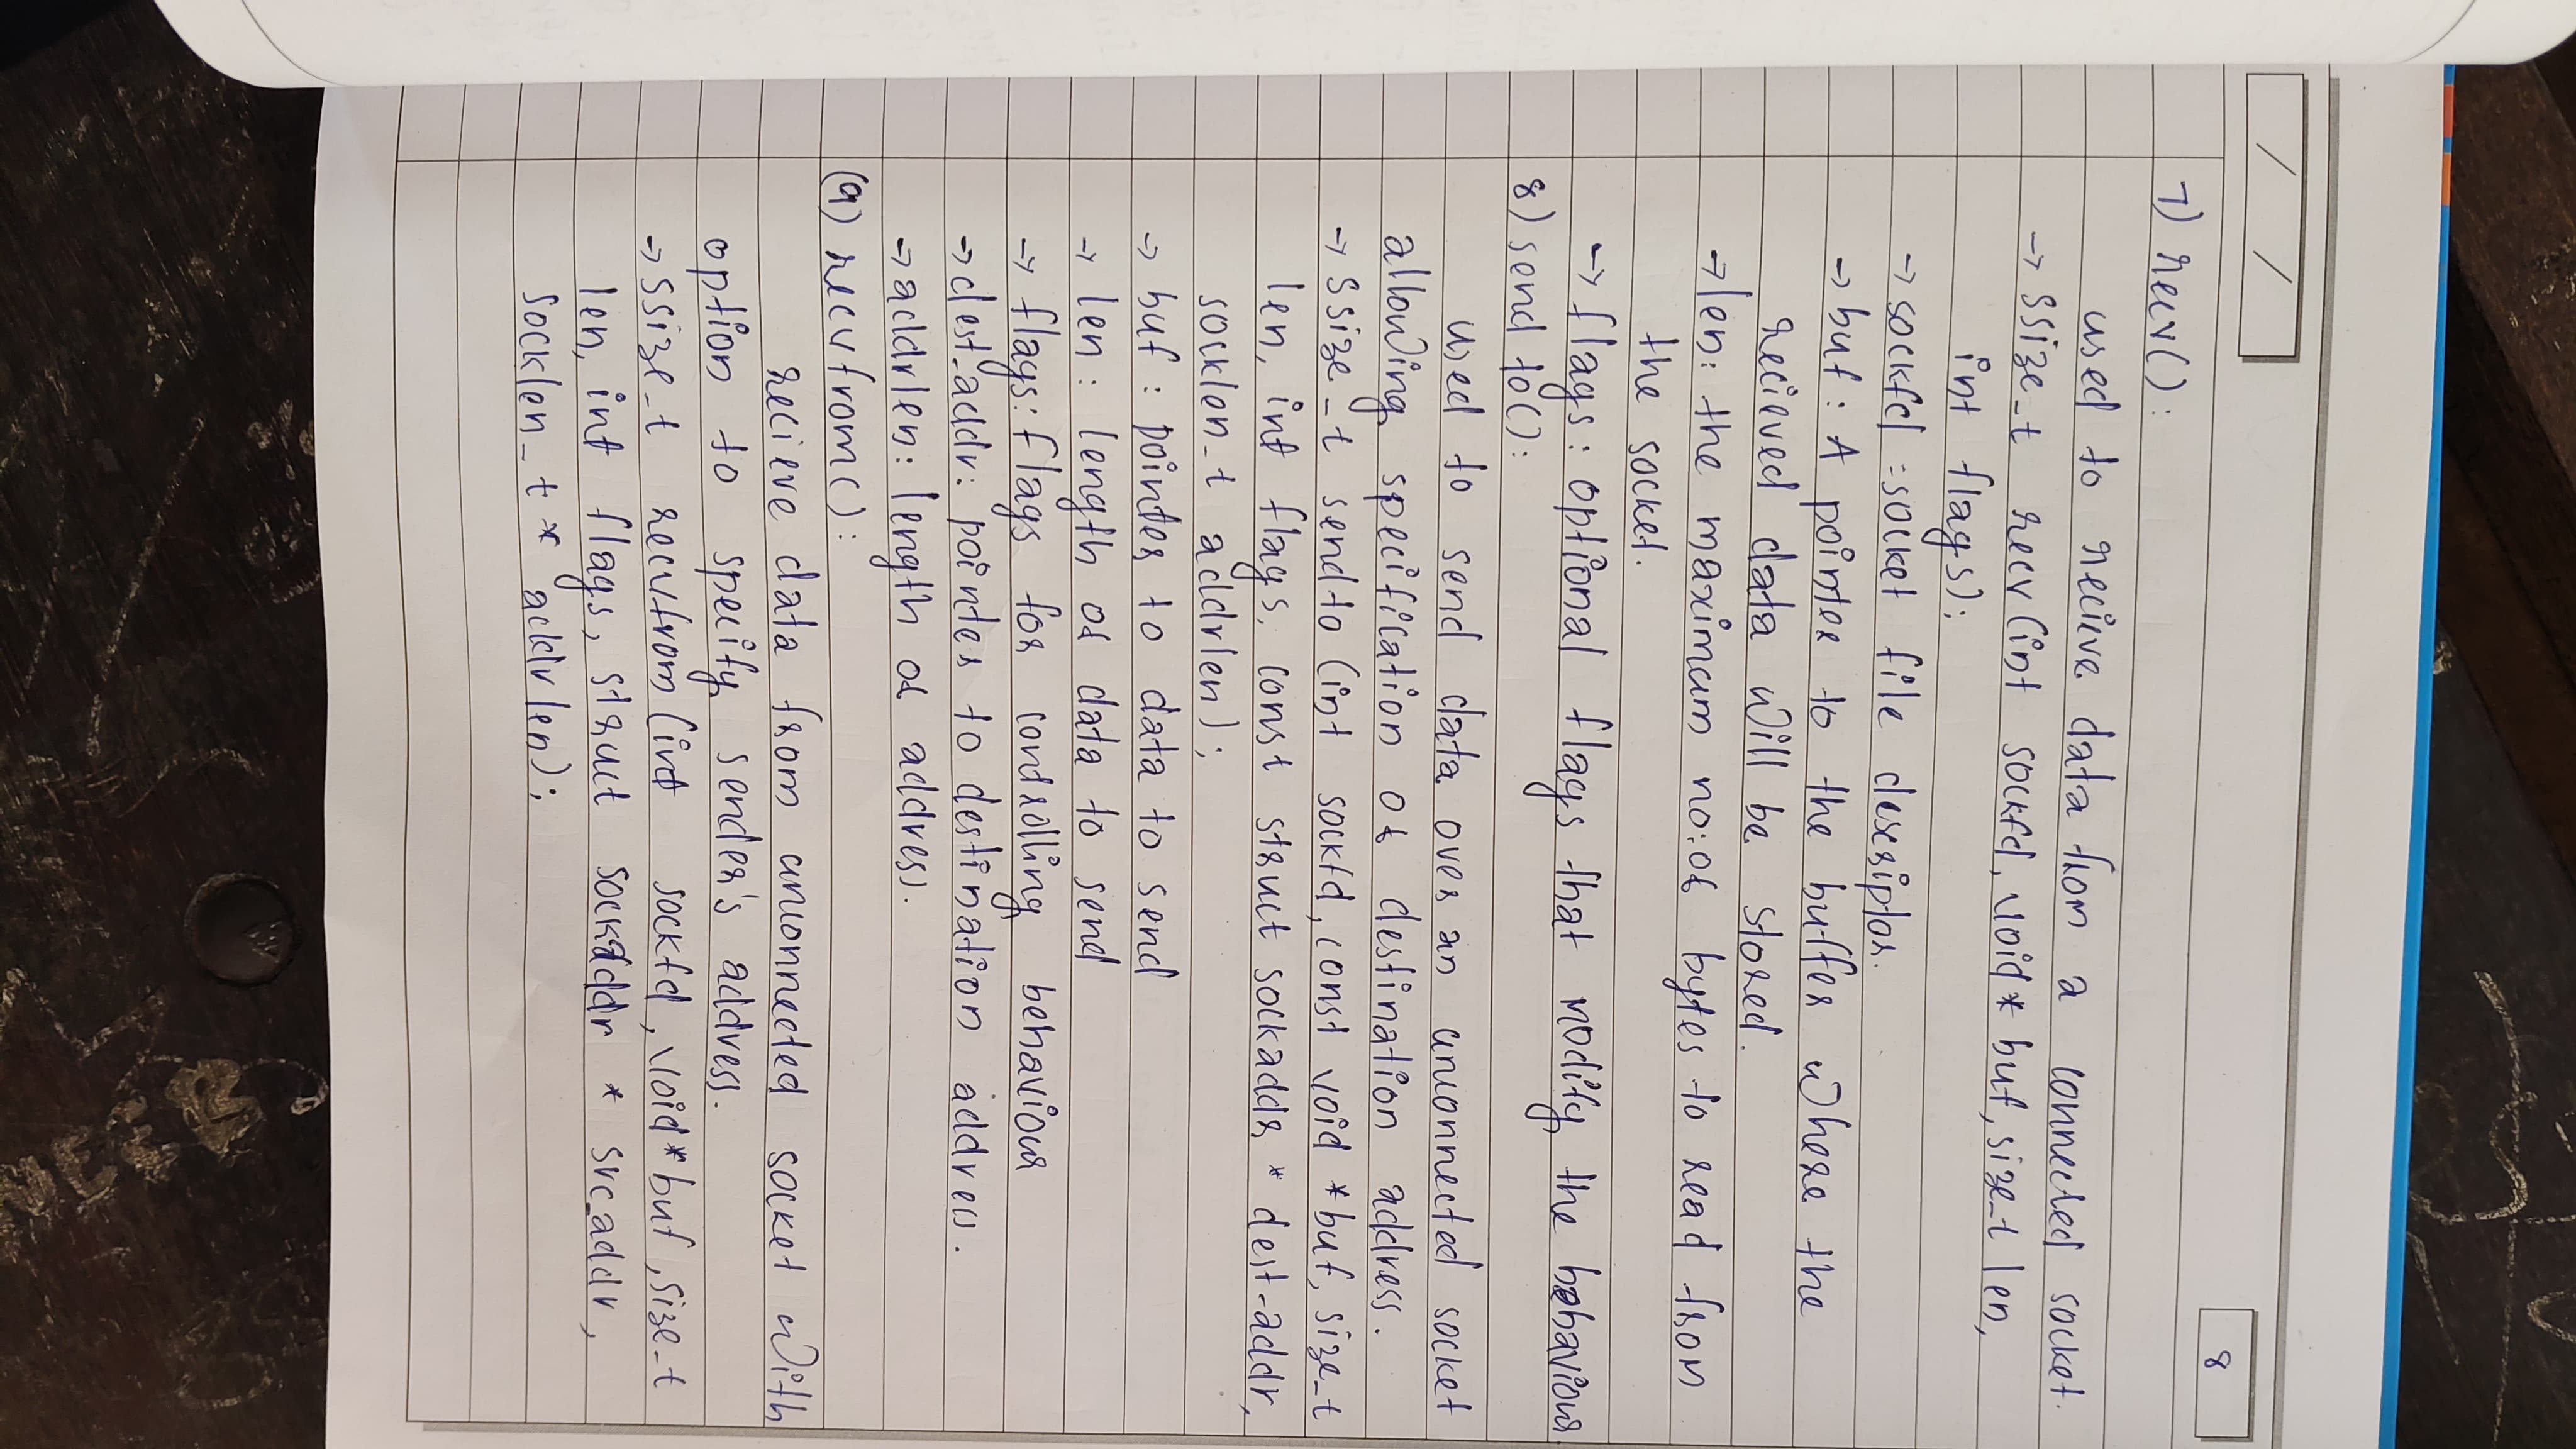 / /
8
7) recv():
used to recieve data from a connected socket.
→ ssize_t recv(int sockfd, void* buf, size_t len,
int flags);
→ sockfd :socket file descriptor.
→ buf: A pointer to the buffer where the
recieved data will be stored.
→ len: the maximum no:of bytes to read from
the socket.
→ flags: optional flags that modify the behaviour
8) send to():
used to send data over an unconnected socket
allowing specification of destination address.
→ ssize_t sendto (int sockfd, const void *buf, size_t
len, int flags, const struct sockaddr * dest-addr,
socklen_t addrlen);
→ buf : pointer to data to send
→ len : length of data to send
→ flags: flags for controlling behaviour
→ dest_addr: pointer to destination address.
→ addrlen: length of address.
(9) recvfrom():
recieve data from unconnected socket with
option to specify sender's address.
→ ssize_t recvfrom (int sockfd, void* buf, size_t
len, int flags, struct sockaddr * src_addr,
socklen_t * addrlen);